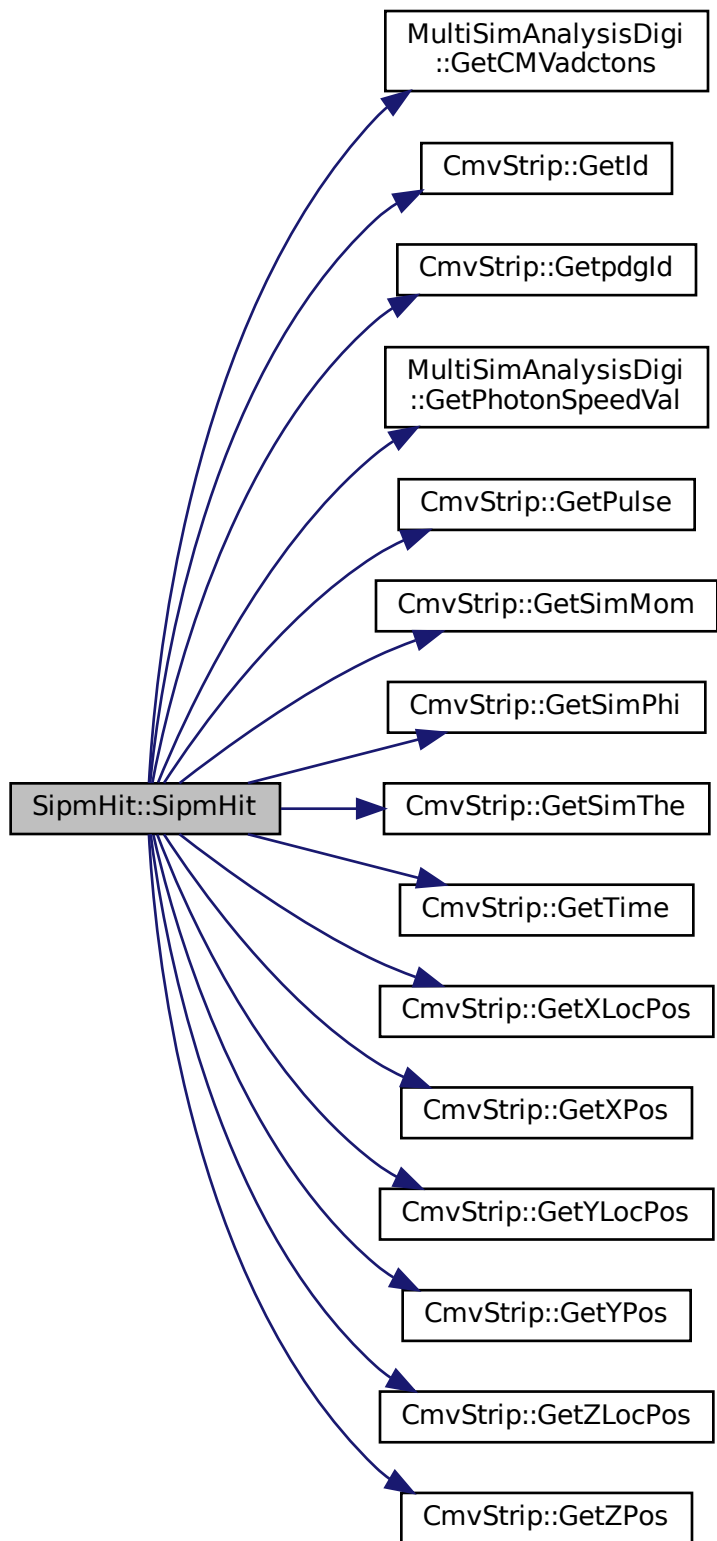 MultiSimAnalysisDigi
::GetCMVadctons
CmvStrip::GetId
CmvStrip::GetpdgId
MultiSimAnalysisDigi
::GetPhotonSpeedVal
CmvStrip::GetPulse
CmvStrip::GetSimMom
CmvStrip::GetSimPhi
SipmHit::SipmHit
CmvStrip::GetSimThe
CmvStrip::GetTime
CmvStrip::GetXLocPos
CmvStrip::GetXPos
CmvStrip::GetYLocPos
CmvStrip::GetYPos
CmvStrip::GetZLocPos
CmvStrip::GetZPos